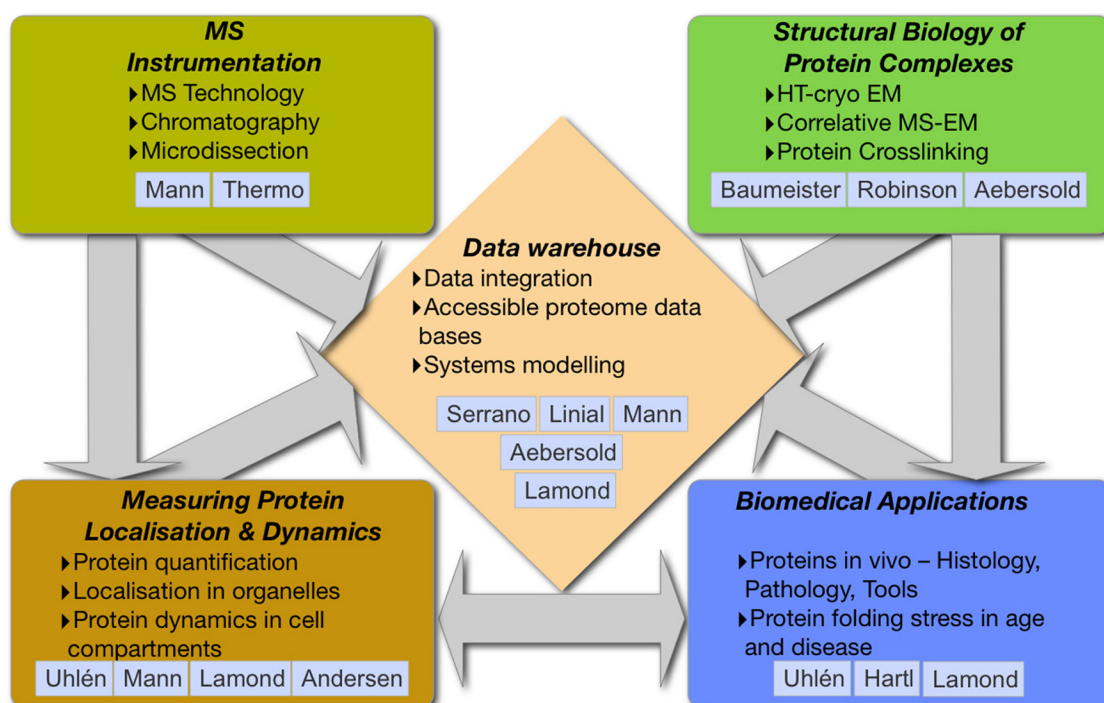 MS
Instrumentation
▸MS Technology
▸Chromatography
▸Microdissection
Mann Thermo
Structural Biology of
Protein Complexes
▸HT-cryo EM
▸Correlative MS-EM
▸Protein Crosslinking
Baumeister Robinson Aebersold
Data warehouse
▸Data integration
▸Accessible proteome data
bases
▸Systems modelling
Serrano Linial Mann
Aebersold
Lamond
Measuring Protein
Localisation & Dynamics
▸Protein quantification
▸Localisation in organelles
▸Protein dynamics in cell
compartments
Uhlén Mann Lamond Andersen
Biomedical Applications
▸Proteins in vivo – Histology,
Pathology, Tools
▸Protein folding stress in age
and disease
Uhlén Hartl Lamond